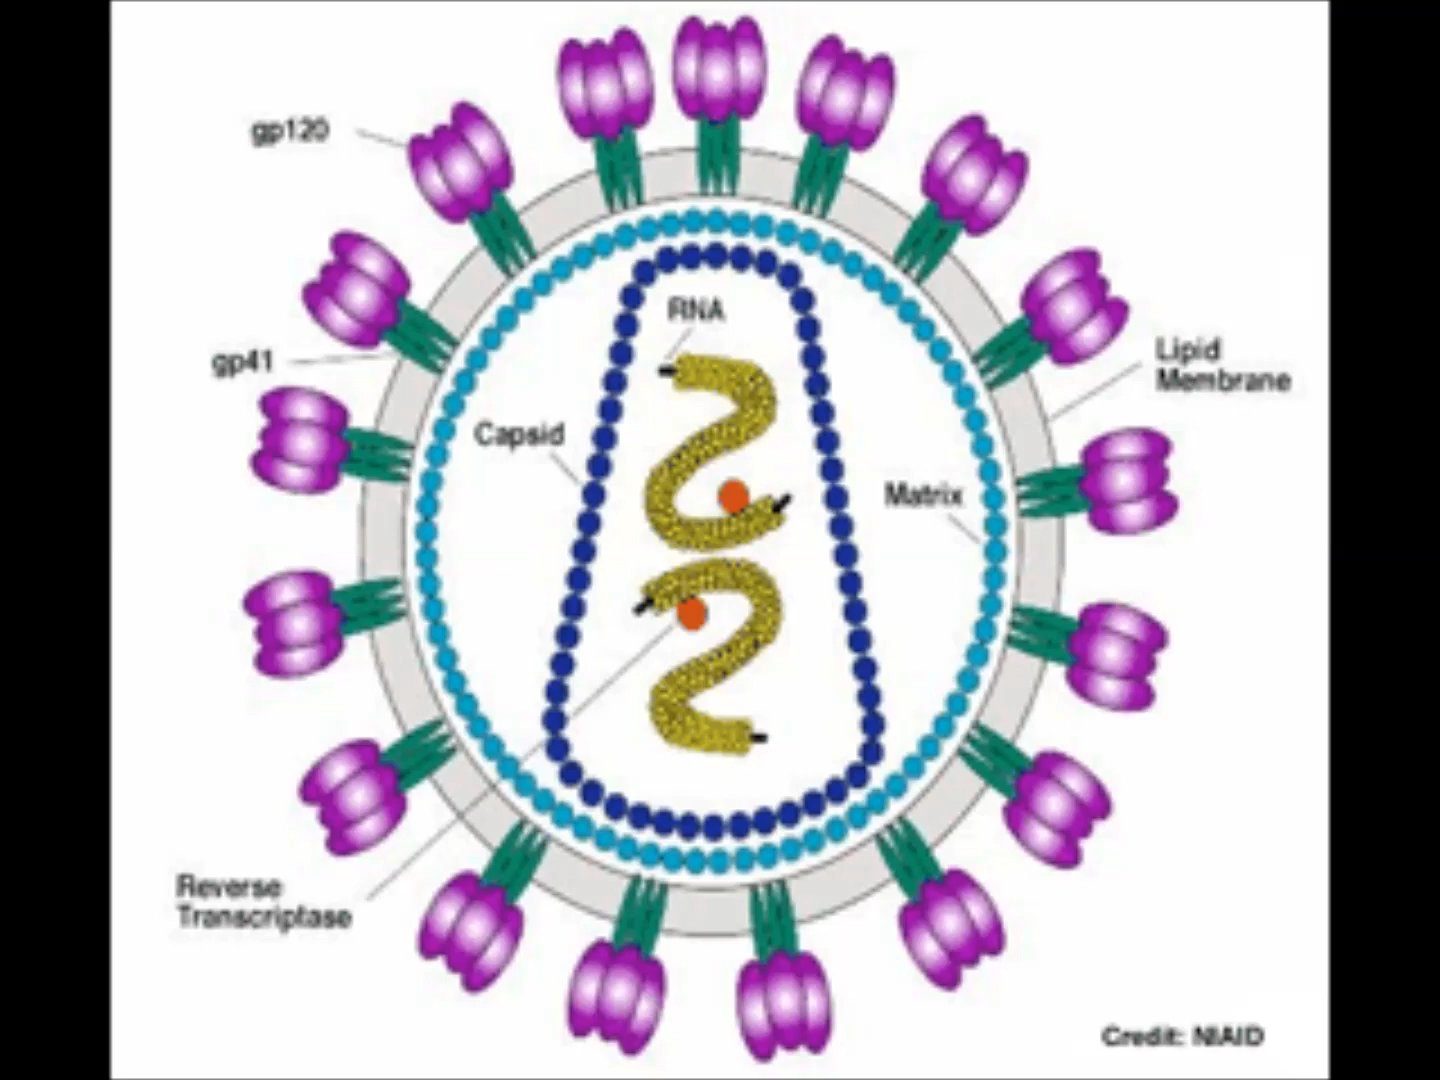 gp120
RNA
gp41
Lipid
Membrane
Capsid
Matrix
Reverse
Transcriptase
Credit: NIAID